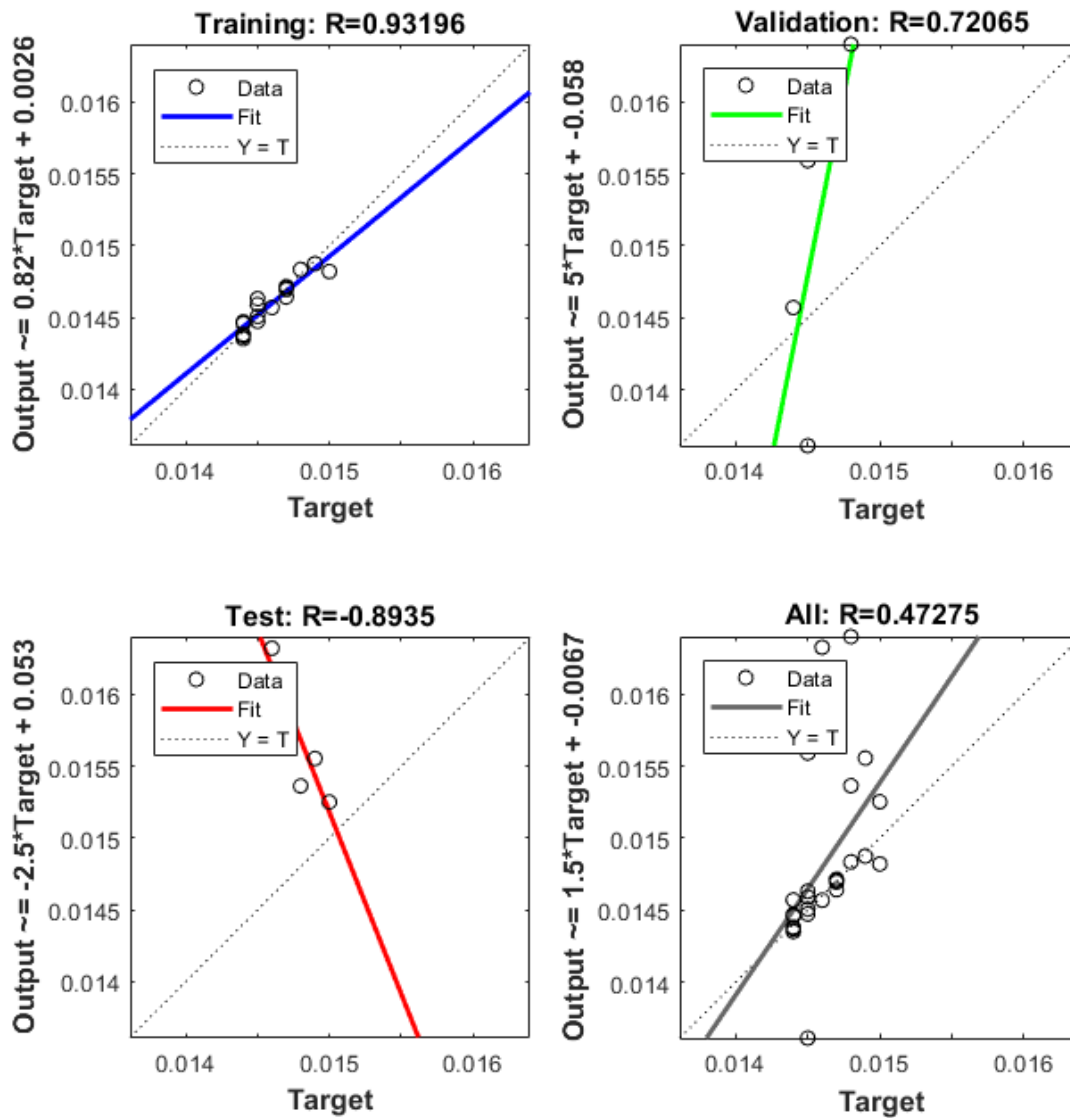 Training: R=0.93196
Output ~= 0.82*Target + 0.0026
0.016
0.0155
0.015
0.0145
0.014
Data
Fit
Y = T
0.014
0.015
0.016
Target
Validation: R=0.72065
Output ~= 5*Target + -0.058
0.016
0.0155
0.015
0.0145
0.014
Data
Fit
Y = T
0.014
0.015
0.016
Target
Test: R=-0.8935
Output ~= -2.5*Target + 0.053
0.016
0.0155
0.015
0.0145
0.014
Data
Fit
Y = T
0.014
0.015
0.016
Target
All: R=0.47275
Output ~= 1.5*Target + -0.0067
0.016
0.0155
0.015
0.0145
0.014
Data
Fit
Y = T
0.014
0.015
0.016
Target